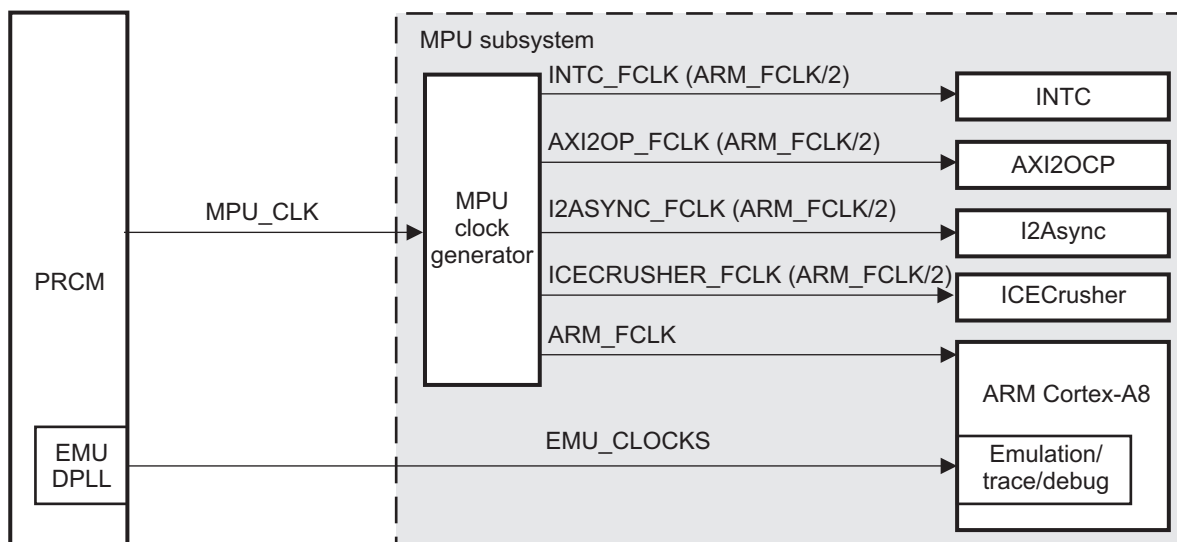 MPU subsystem
INTC_FCLK (ARM_FCLK/2)
INTC
AXI2OP_FCLK (ARM_FCLK/2)
AXI2OCP
MPU_CLK
MPU
clock
generator
I2ASYNC_FCLK (ARM_FCLK/2)
I2Async
PRCM
ICECRUSHER_FCLK (ARM_FCLK/2)
ICECrusher
ARM_FCLK
ARM Cortex-A8
EMU
DPLL
EMU_CLOCKS
Emulation/
trace/debug